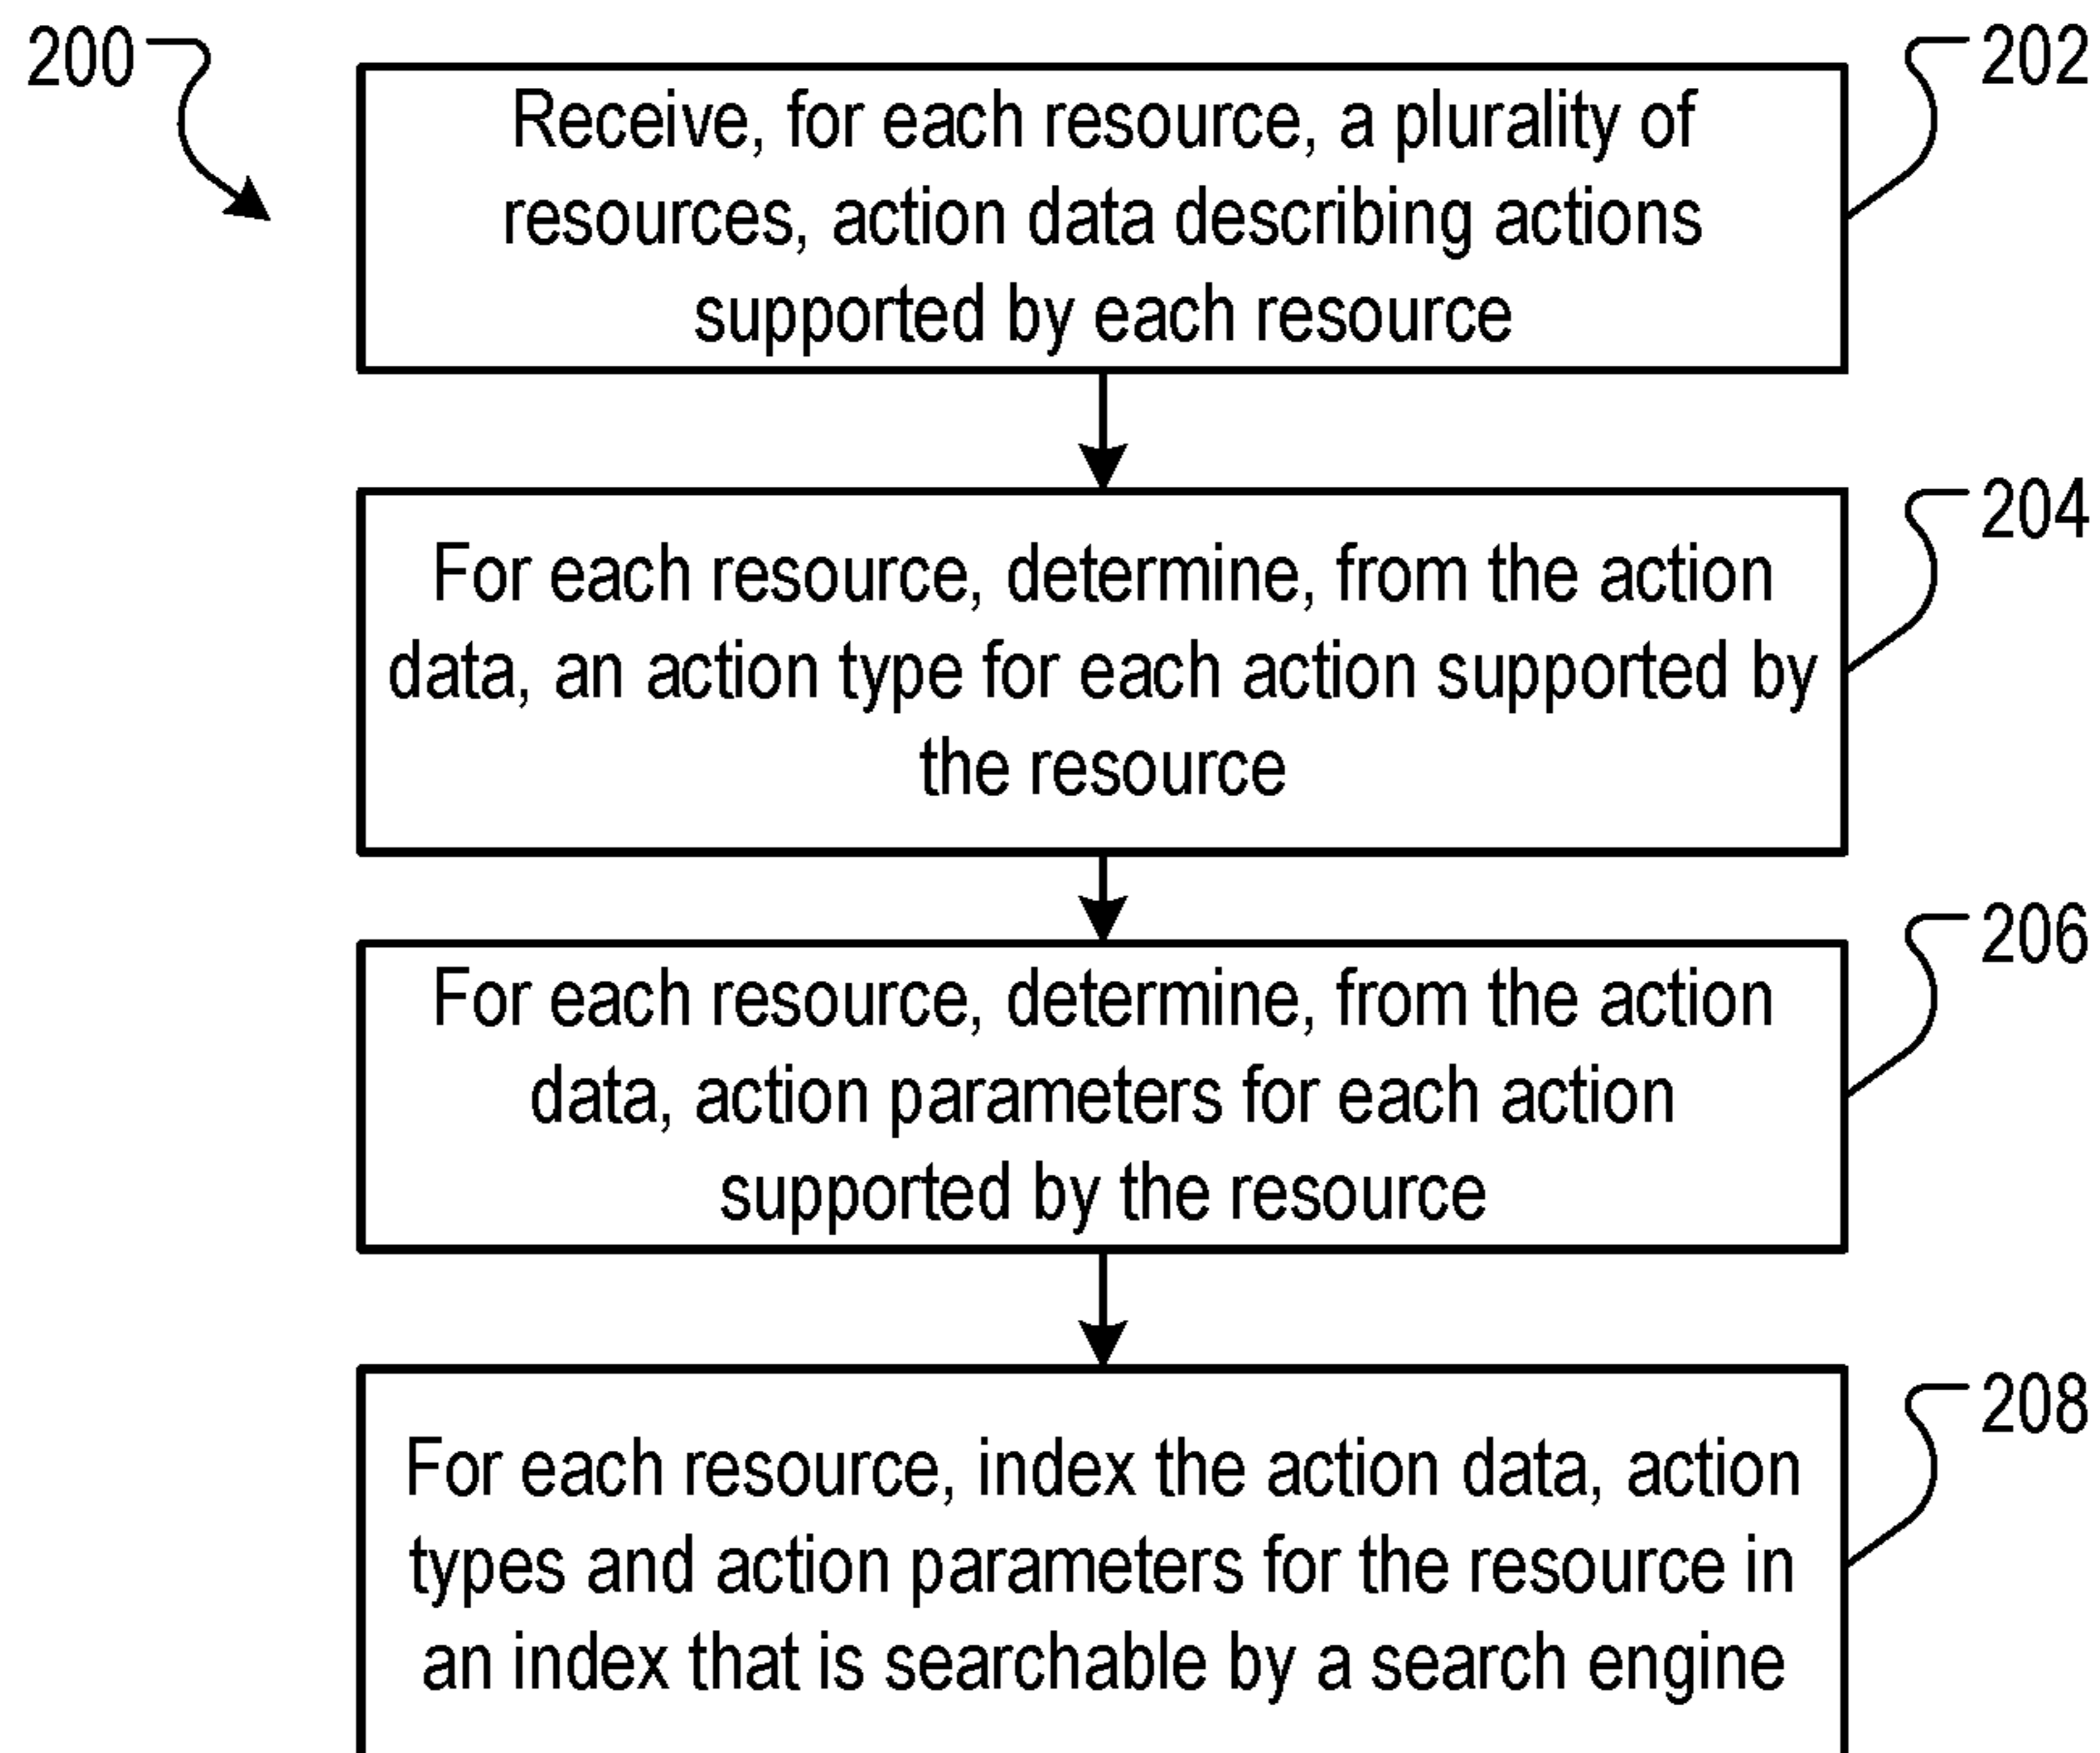 200
202
Receive, for each resource, a plurality of
resources, action data describing actions
supported by each resource
204
For each resource, determine, from the action
data, an action type for each action supported by
the resource
206
For each resource, determine, from the action
data, action parameters for each action
supported by the resource
208
For each resource, index the action data, action
types and action parameters for the resource in
an index that is searchable by a search engine